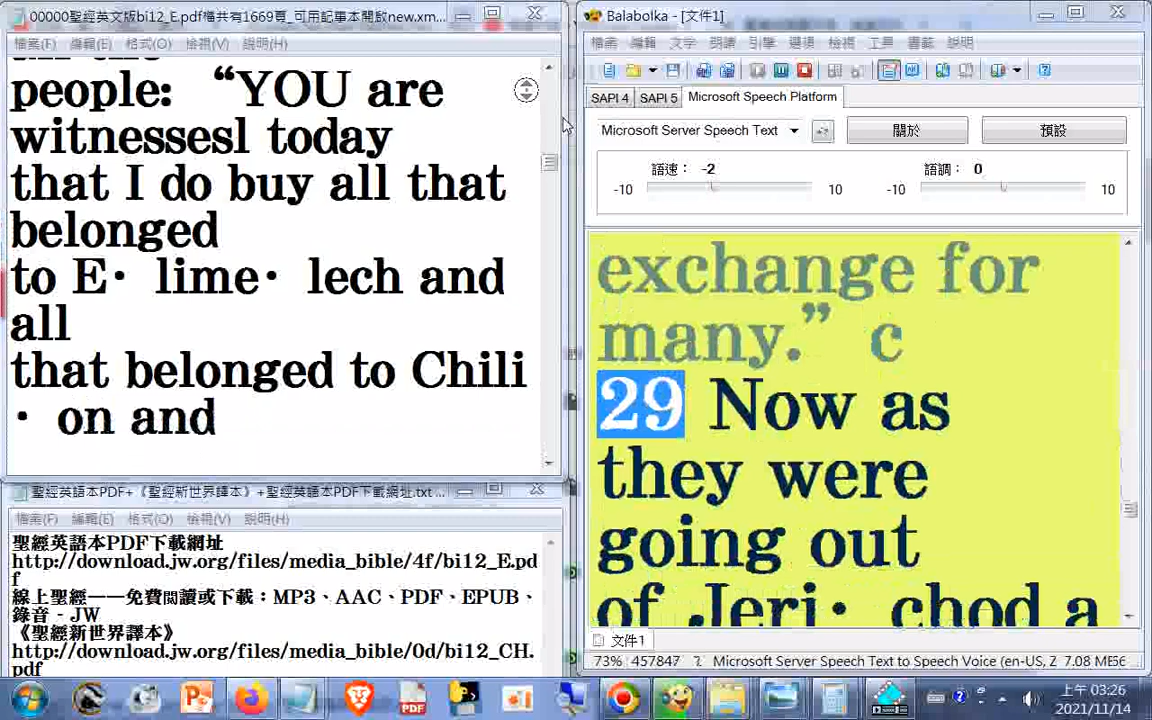 00000聖經英文版bi12_E.pdf檔共有1669頁_可用記事本開啟new.xm...
檔案(F) 編輯(E) 格式(O) 檢視(V) 說明(H)
people: “YOU are
witnessesl today
that I do buy all that
belonged
to E· lime· lech and
all
that belonged to Chili
· on and
聖經英語本PDF+《聖經新世界譯本》+聖經英語本PDF下載網址.txt ...
檔案(F) 編輯(E) 格式(O) 檢視(V) 說明(H)
聖經英語本PDF下載網址
http://download.jw.org/files/media_bible/4f/bi12_E.pd
f
線上聖經——免費閱讀或下載：MP3、AAC、PDF、EPUB、
錄音 - JW
《聖經新世界譯本》
http://download.jw.org/files/media_bible/0d/bi12_CH.
pdf
Balabolka - [文件1]
檔案 編輯 文字 朗讀 引擎 選項 檢視 工具 書籤 說明
SAPI 4 SAPI 5 Microsoft Speech Platform
Microsoft Server Speech Text 關於 預設
語速： -2 語調： 0
-10 10 -10 10
exchange for
many.” c
29 Now as
they were
going out
of Jeri· chod a
文件1
73% 457847 Microsoft Server Speech Text to Speech Voice (en-US, Z 7.08 ME56
PDF
上午 03:26
2021/11/14